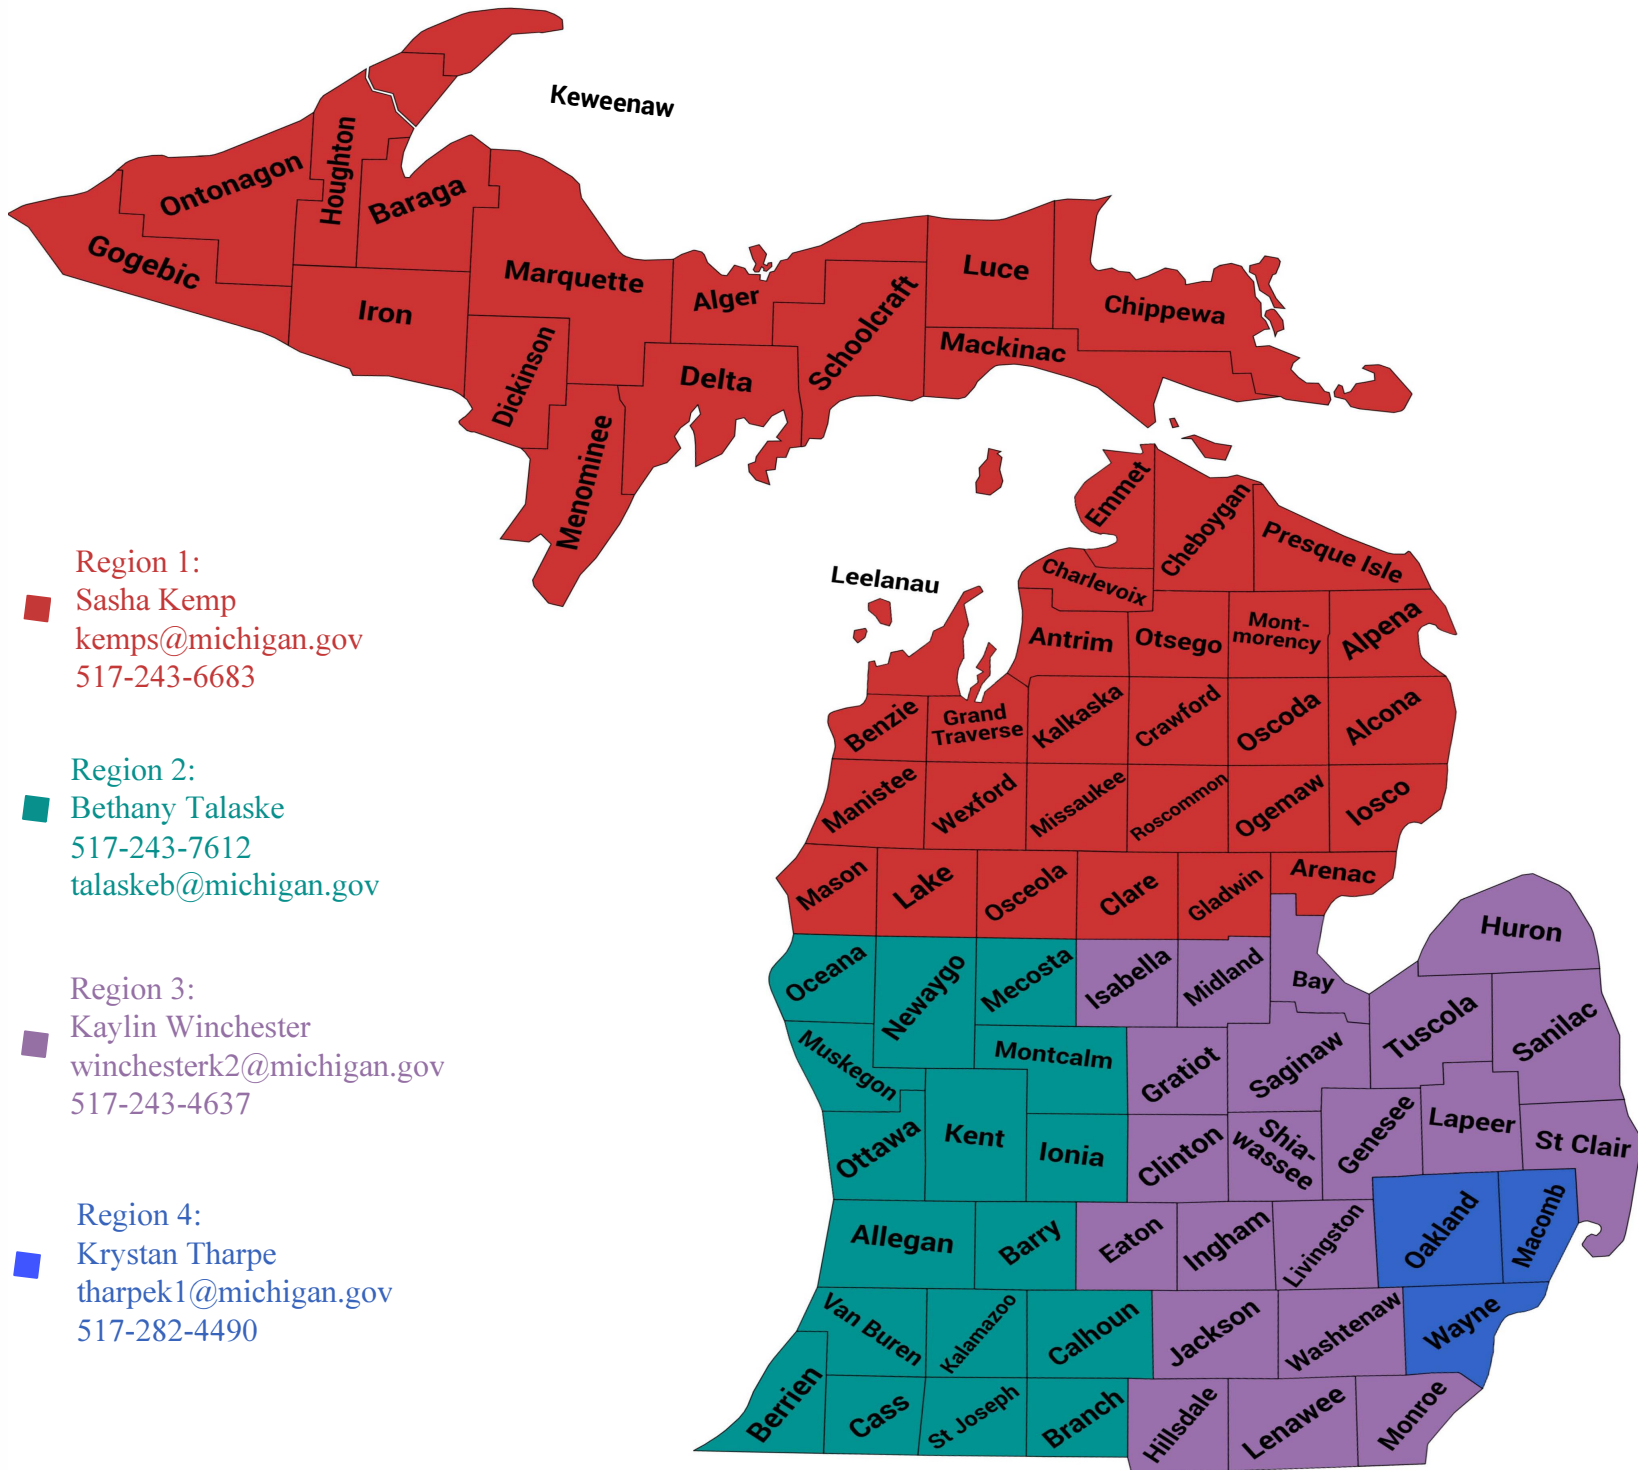 Keweenaw
Houghton
Ontonagon
Baraga
Gogebic
Marquette
Luce
Alger
Chippewa
Iron
Schoolcraft
Mackinac
Dickinson
Delta
Menominee
Emmet
Cheboygan
Presque Isle
Charlevoix
Leelanau
Region 1:
Sasha Kemp
kemps@michigan.gov
517-243-6683
Antrim
Otsego
Mont-
morency
Alpena
Benzie
Grand
Traverse
Kalkaska
Crawford
Oscoda
Alcona
Manistee
Wexford
Missaukee
Roscommon
Ogemaw
Iosco
Region 2:
Bethany Talaske
517-243-7612
talaskeb@michigan.gov
Mason
Lake
Osceola
Clare
Gladwin
Arenac
Huron
Oceana
Newaygo
Mecosta
Isabella
Midland
Bay
Tuscola
Sanilac
Region 3:
Kaylin Winchester
winchesterk2@michigan.gov
517-243-4637
Muskegon
Montcalm
Gratiot
Saginaw
Ottawa
Kent
Ionia
Clinton
Shia-
wassee
Genesee
Lapeer
St Clair
Region 4:
Krystan Tharpe
tharpek1@michigan.gov
517-282-4490
Allegan
Barry
Eaton
Ingham
Livingston
Oakland
Macomb
Van Buren
Kalamazoo
Calhoun
Jackson
Washtenaw
Wayne
Berrien
Cass
St Joseph
Branch
Hillsdale
Lenawee
Monroe